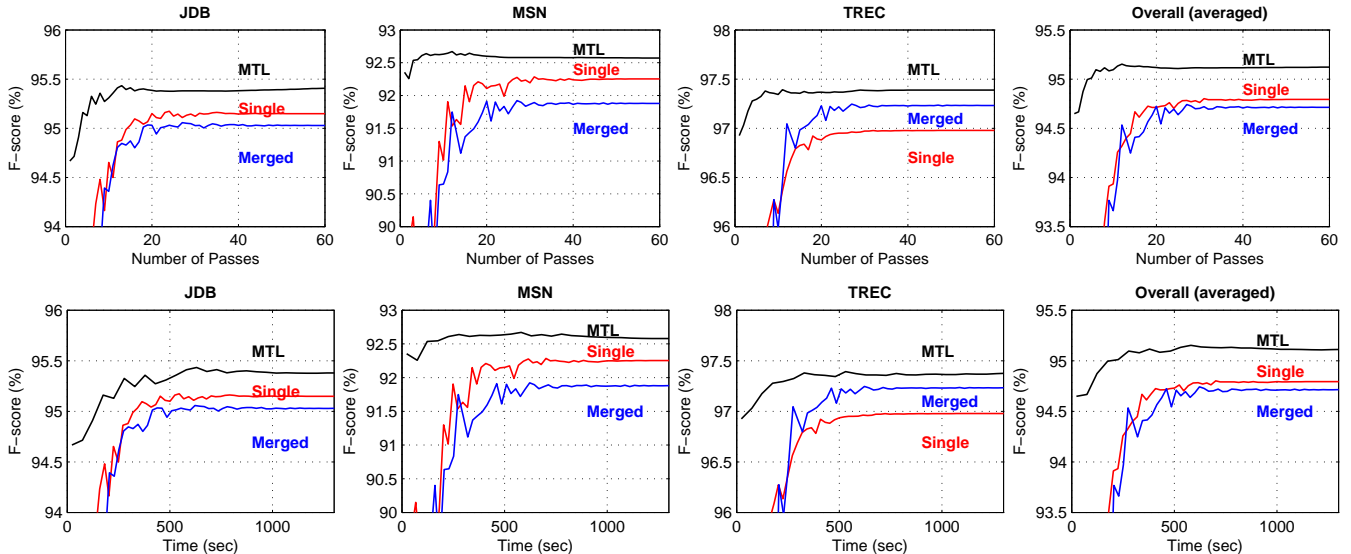 JDB
MSN
TREC
Overall (averaged)
F−score (%)
96
95.5
95
94.5
94
MTL
Single
Merged
0
20
40
60
Number of Passes
F−score (%)
93
92.5
92
91.5
91
90.5
90
MTL
Single
Merged
0
20
40
60
Number of Passes
F−score (%)
98
97.5
97
96.5
96
MTL
Merged
Single
0
20
40
60
Number of Passes
F−score (%)
95.5
95
94.5
94
93.5
MTL
Single
Merged
0
20
40
60
Number of Passes
JDB
MSN
TREC
Overall (averaged)
F−score (%)
96
95.5
95
94.5
94
MTL
Single
Merged
0
500
1000
Time (sec)
F−score (%)
93
92.5
92
91.5
91
90.5
90
MTL
Single
Merged
0
500
1000
Time (sec)
F−score (%)
98
97.5
97
96.5
96
MTL
Merged
Single
0
500
1000
Time (sec)
F−score (%)
95.5
95
94.5
94
93.5
MTL
Single
Merged
0
500
1000
Time (sec)